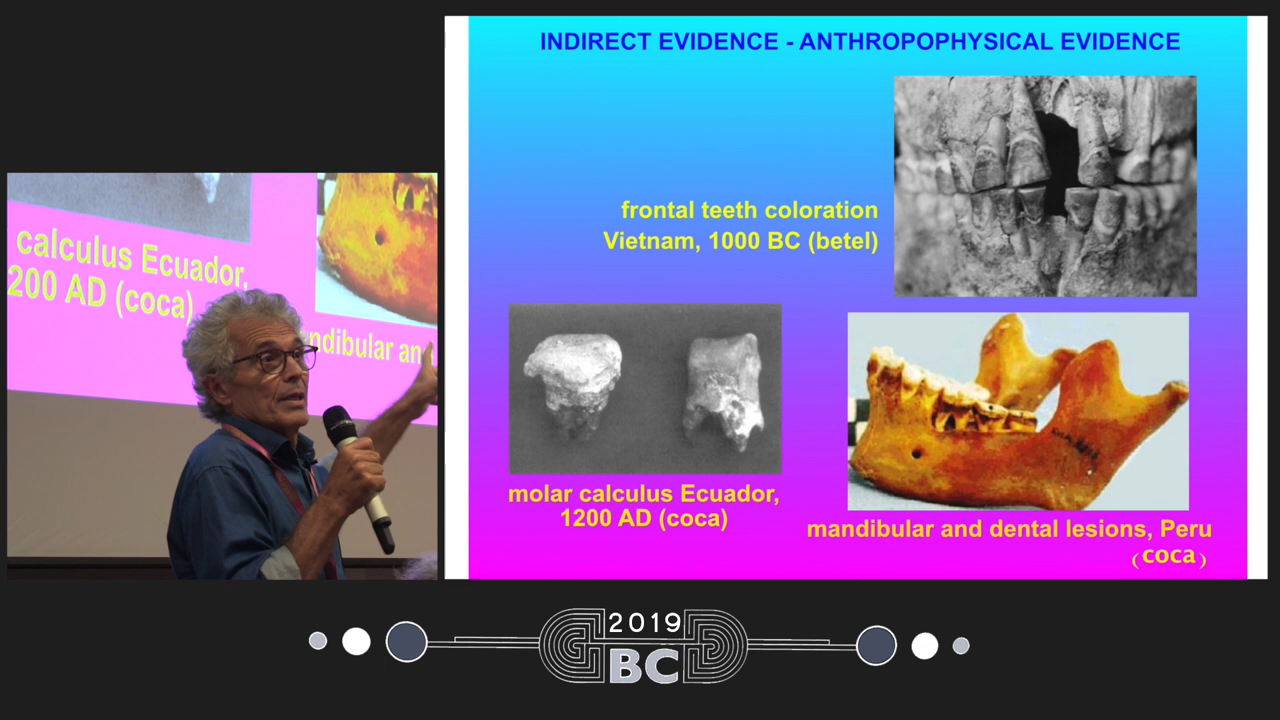 INDIRECT EVIDENCE - ANTHROPOPHYSICAL EVIDENCE
frontal teeth coloration
Vietnam, 1000 BC (betel)
molar calculus Ecuador,
1200 AD (coca)
mandibular and dental lesions, Peru
(coca)
calculus Ecuador,
200 AD (coca)
ndibular an
2019
BC